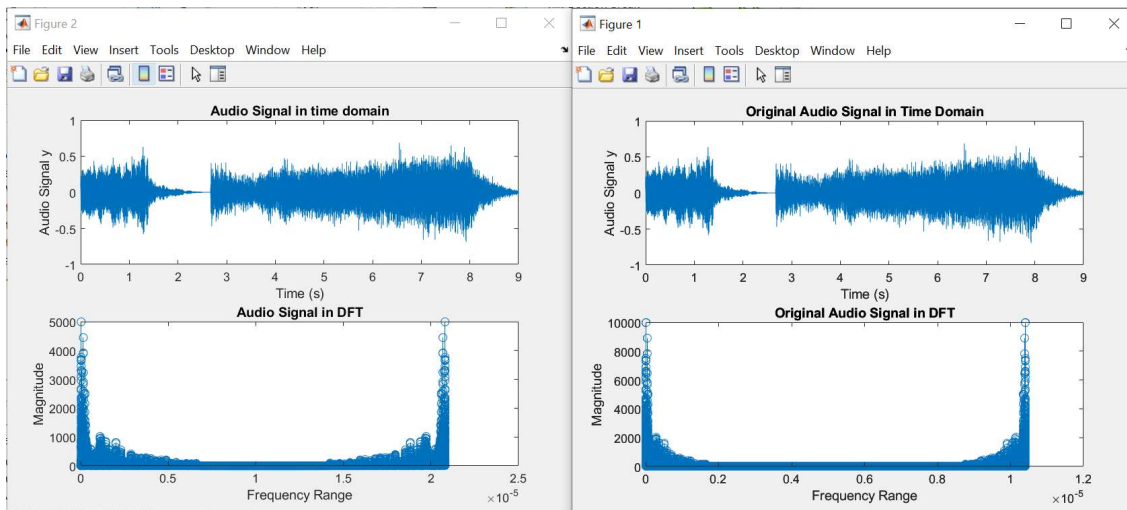 Figure 2
File Edit View Insert Tools Desktop Window Help
Audio Signal in time domain
1
0.5
0
-0.5
-1
Audio Signal y
0 1 2 3 4 5 6 7 8 9
Time (s)
Audio Signal in DFT
5000
4000
3000
2000
1000
0
Magnitude
0 0.5 1 1.5 2 2.5
Frequency Range
×10^-5
Figure 1
File Edit View Insert Tools Desktop Window Help
Original Audio Signal in Time Domain
1
0.5
0
-0.5
-1
Audio Signal y
0 1 2 3 4 5 6 7 8 9
Time (s)
Original Audio Signal in DFT
10000
8000
6000
4000
2000
0
Magnitude
0 0.2 0.4 0.6 0.8 1 1.2
Frequency Range
×10^-5